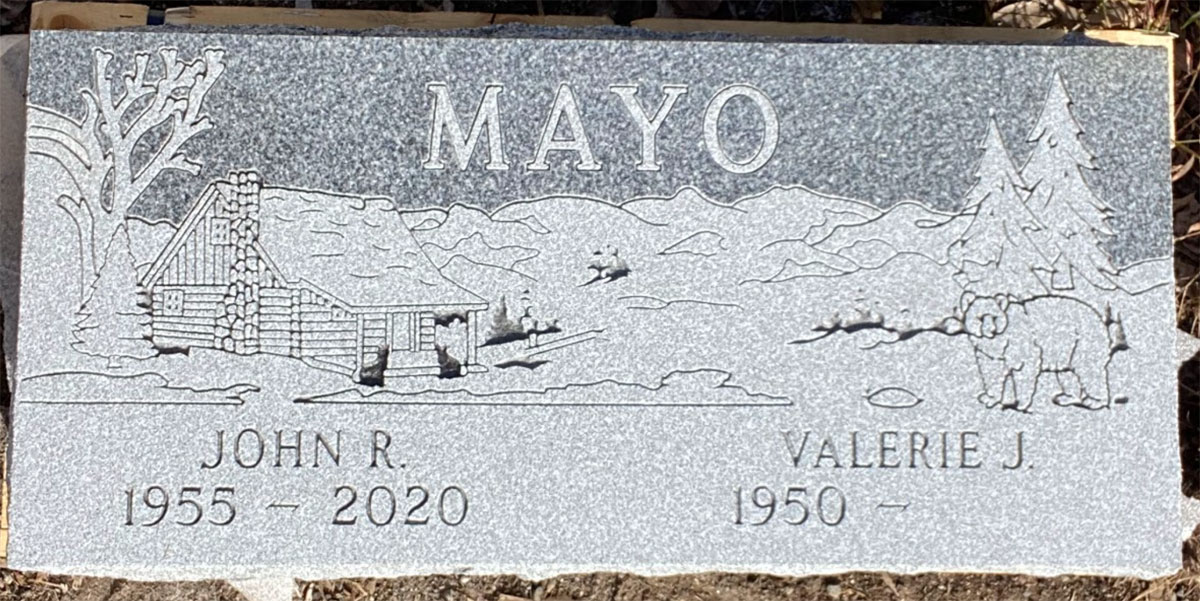 MAYO
JOHN R. VALERIE J.
1955 ~ 2020 1950 ~